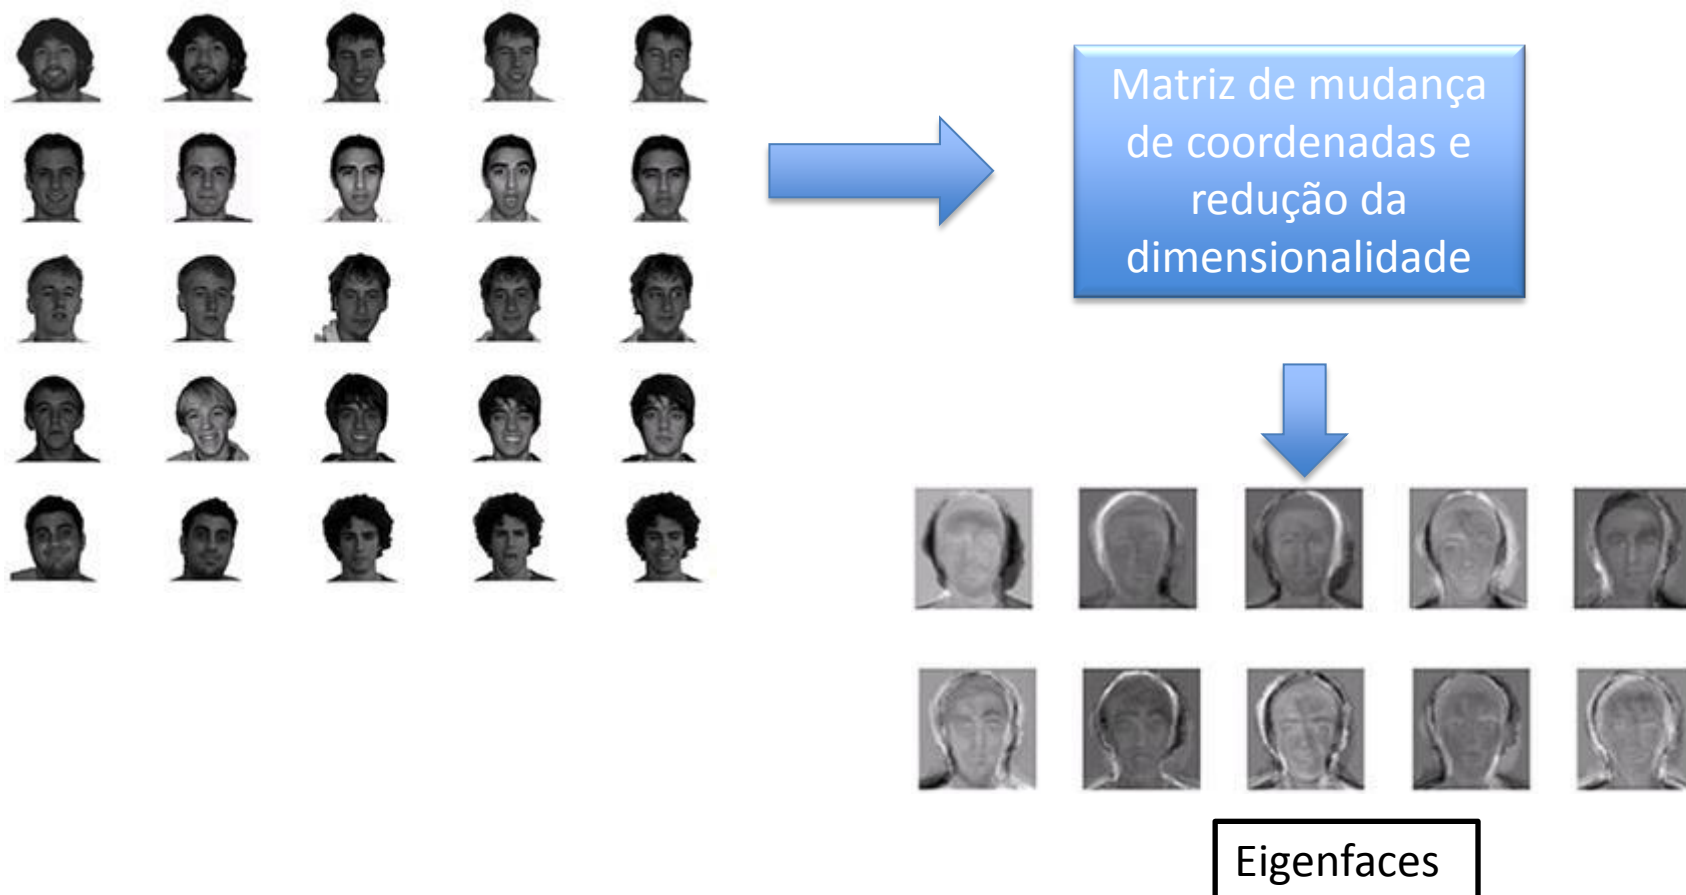 Matriz de mudança
de coordenadas e
redução da
dimensionalidade
Eigenfaces